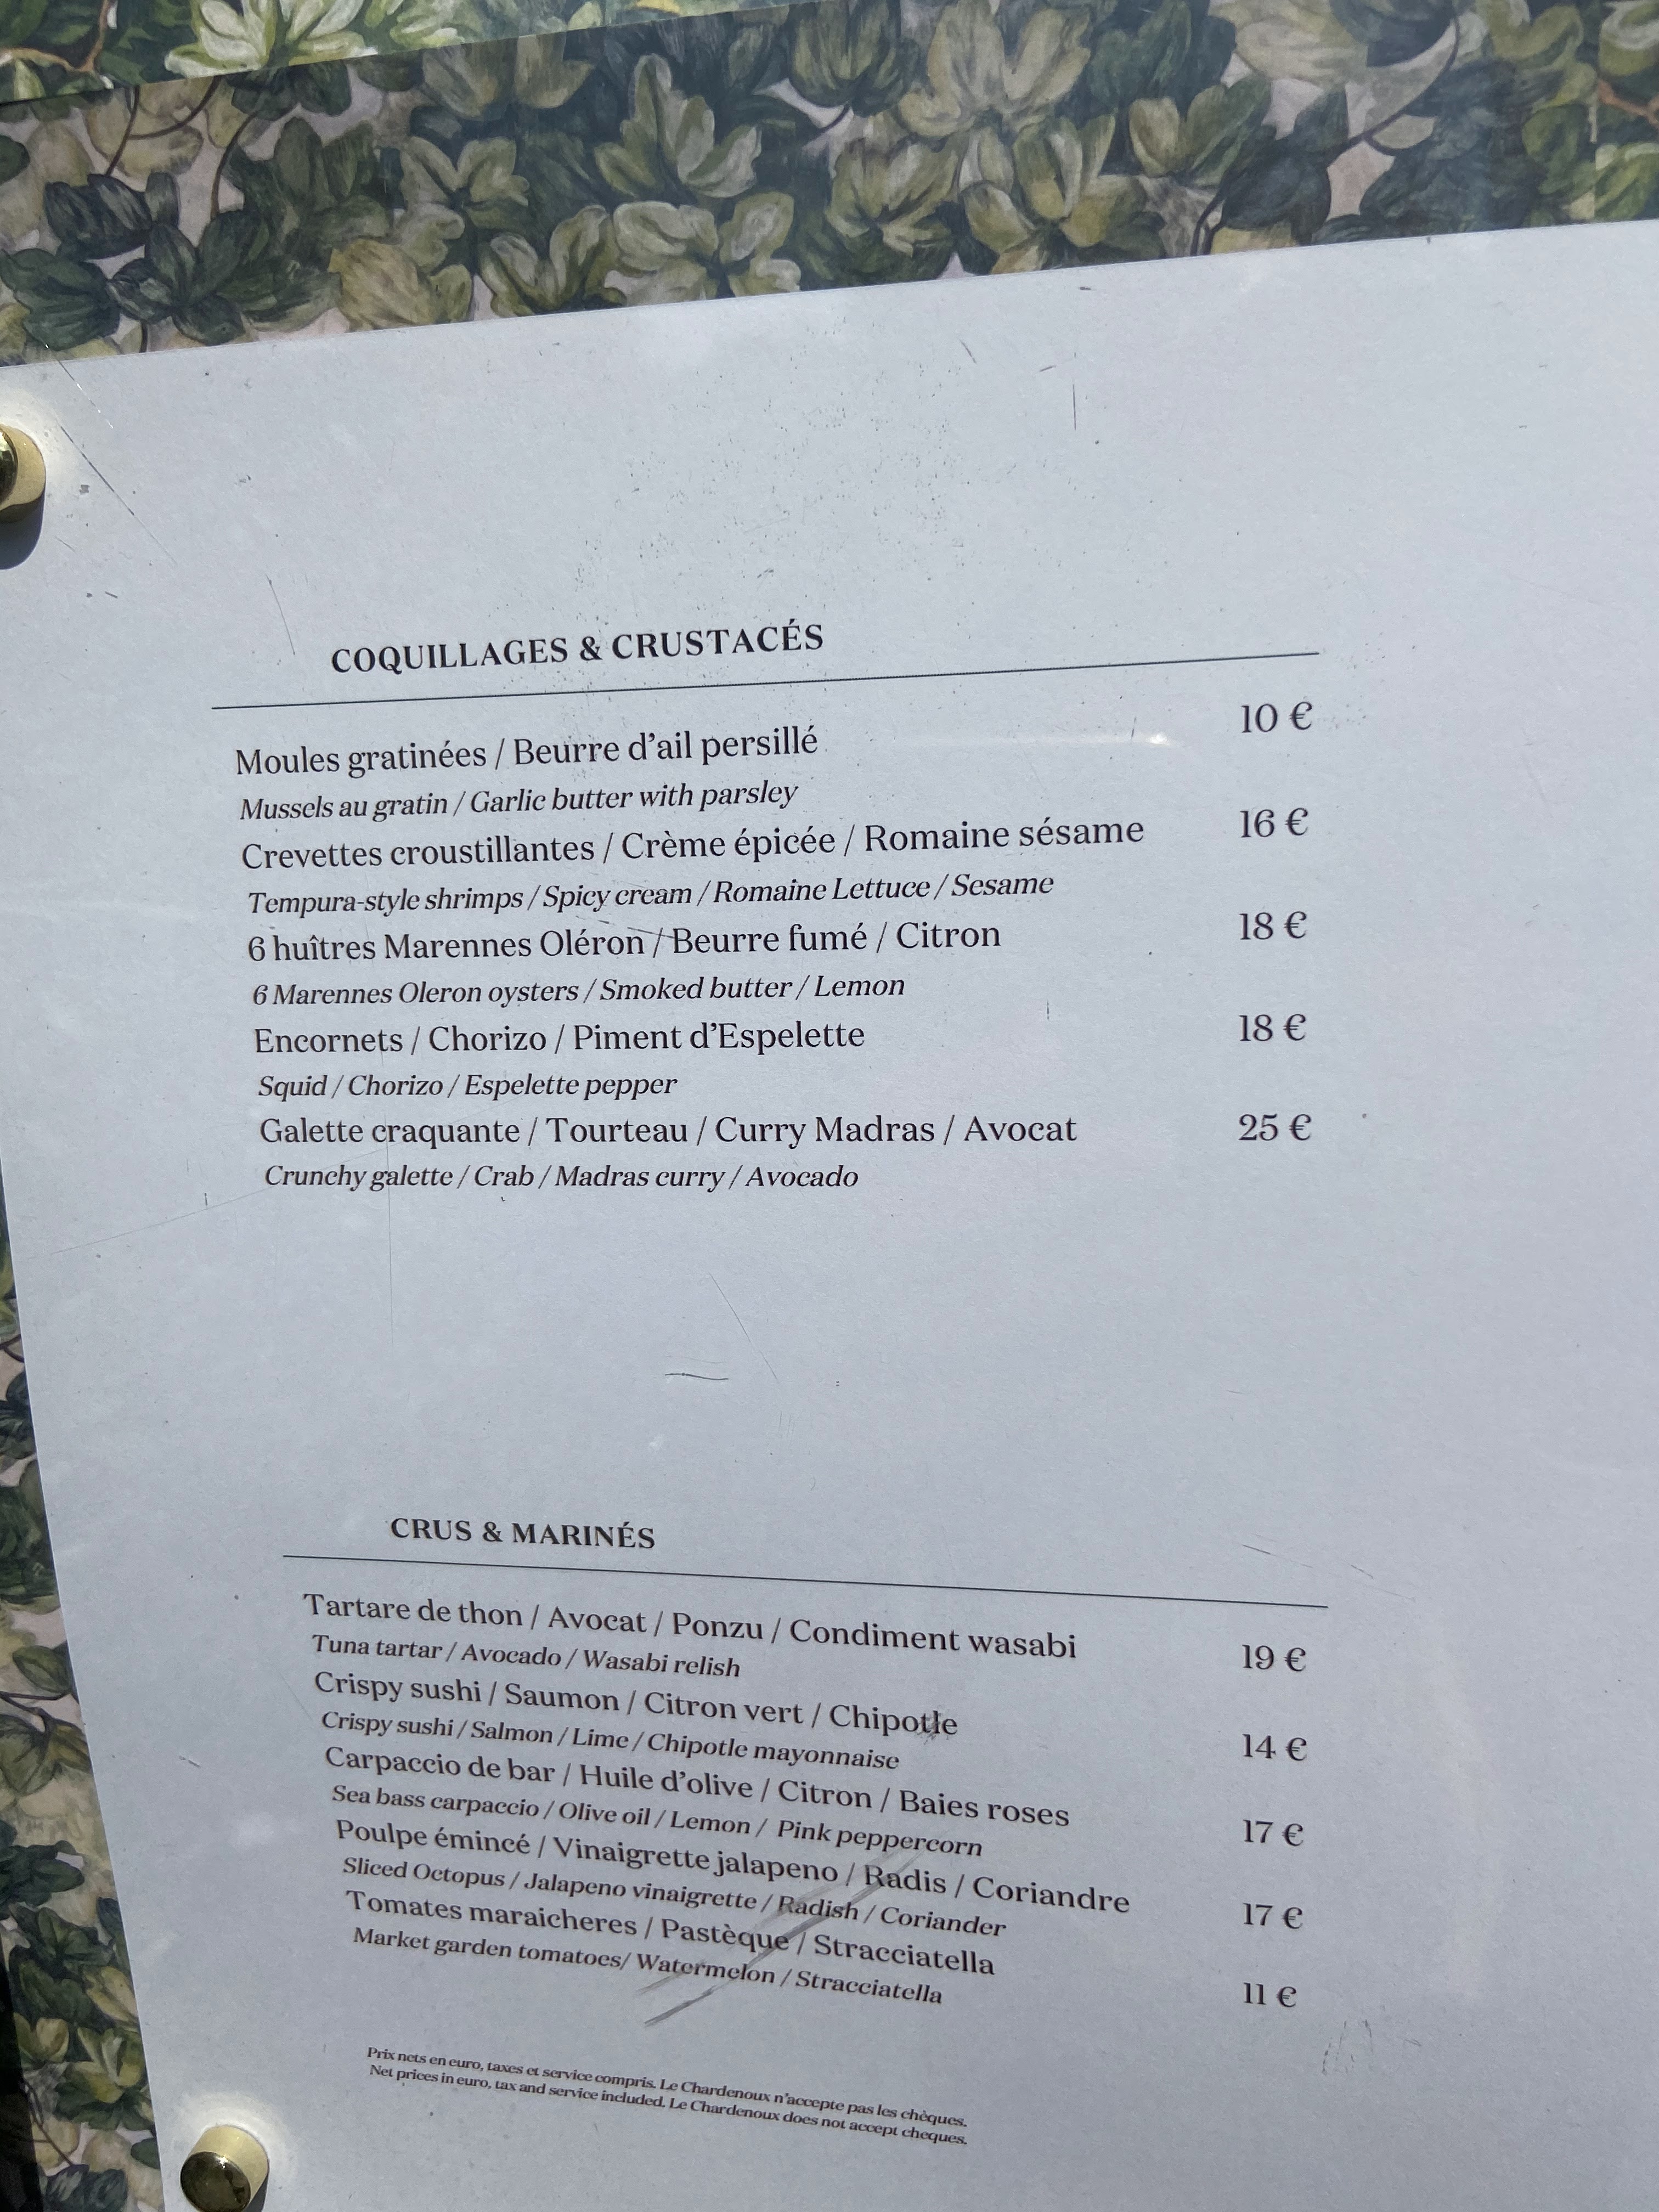 COQUILLAGES & CRUSTACÉS
Moules gratinées / Beurre d'ail persillé 10 €
Mussels au gratin / Garlic butter with parsley
Crevettes croustillantes / Crème épicée / Romaine sésame 16 €
Tempura-style shrimps / Spicy cream / Romaine Lettuce / Sesame
6 huîtres Marennes Oléron / Beurre fumé / Citron 18 €
6 Marennes Oleron oysters / Smoked butter / Lemon
Encornets / Chorizo / Piment d'Espelette 18 €
Squid / Chorizo / Espelette pepper
Galette craquante / Tourteau / Curry Madras / Avocat 25 €
Crunchy galette / Crab / Madras curry / Avocado
CRUS & MARINÉS
Tartare de thon / Avocat / Ponzu / Condiment wasabi 19 €
Tuna tartar / Avocado / Wasabi relish
Crispy sushi / Saumon / Citron vert / Chipotle 14 €
Crispy sushi / Salmon / Lime / Chipotle mayonnaise
Carpaccio de bar / Huile d'olive / Citron / Baies roses 17 €
Sea bass carpaccio / Olive oil / Lemon / Pink peppercorn
Poulpe émincé / Vinaigrette jalapeno / Radis / Coriandre 17 €
Sliced Octopus / Jalapeno vinaigrette / Radish / Coriander
Tomates maraicheres / Pastèque / Stracciatella 11 €
Market garden tomatoes/ Watermelon / Stracciatella
Prix nets en euro, taxes et service compris. Le Chardenoux n'accepte pas les chèques.
Net prices in euro, tax and service included. Le Chardenoux does not accept cheques.